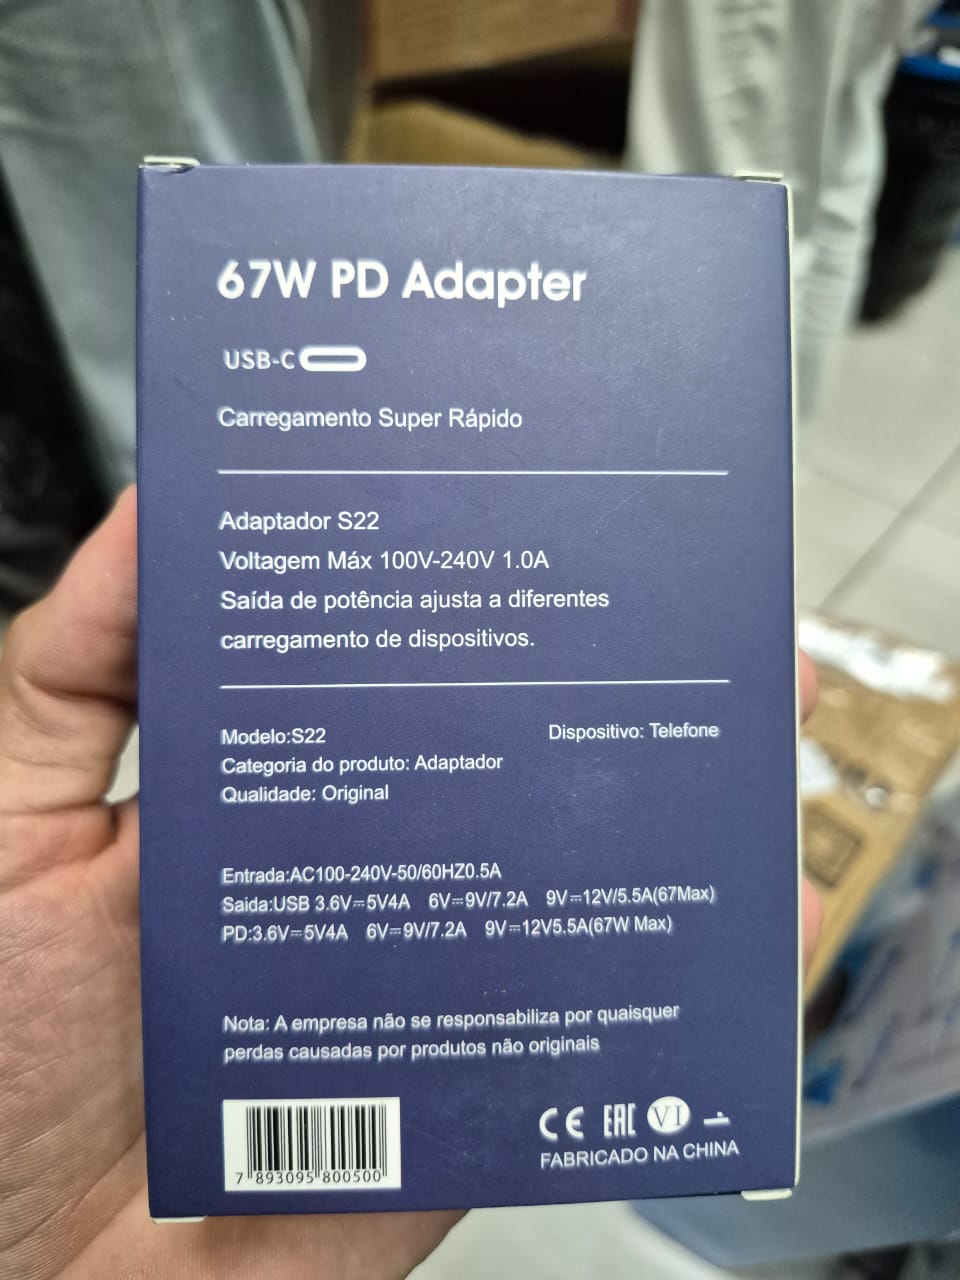 67W PD Adapter
USB-C
Carregamento Super Rápido
Adaptador S22
Voltagem Máx 100V-240V 1.0A
Saída de potência ajusta a diferentes
carregamento de dispositivos.
Modelo:S22 Dispositivo: Telefone
Categoria do produto: Adaptador
Qualidade: Original
Entrada:AC100-240V-50/60HZ0.5A
Saida:USB 3.6V⎓5V4A 6V⎓9V/7.2A 9V⎓12V/5.5A(67Max)
PD:3.6V⎓5V4A 6V⎓9V/7.2A 9V⎓12V5.5A(67W Max)
Nota: A empresa não se responsabiliza por quaisquer
perdas causadas por produtos não originais
7 893095 800500
CE EAC VI
FABRICADO NA CHINA